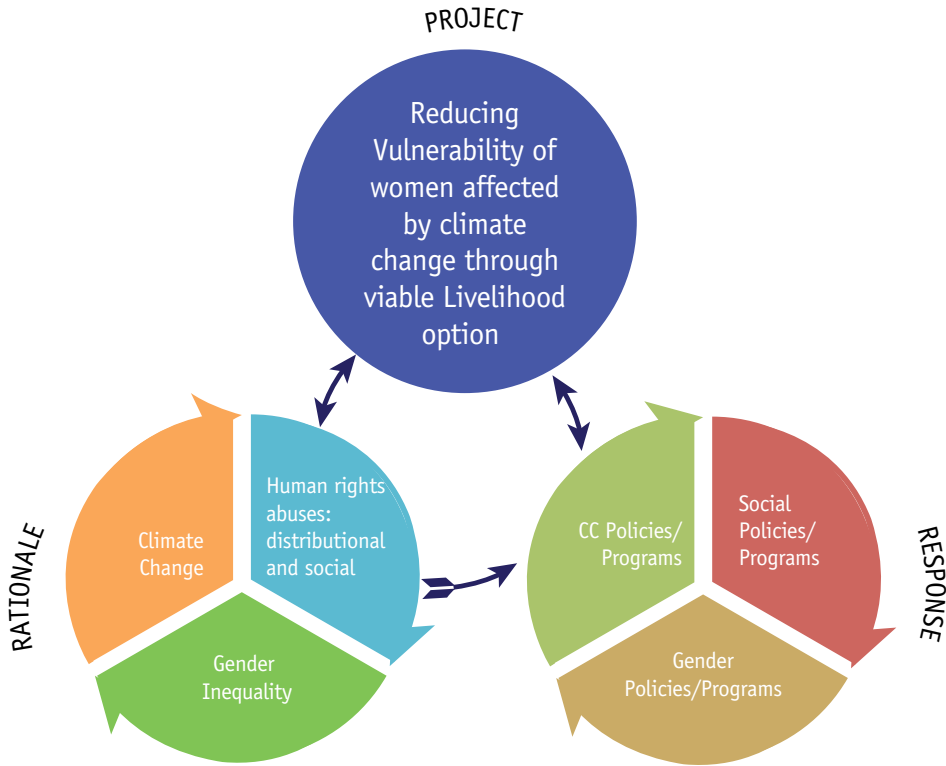 PROJECT
Reducing
Vulnerability of
women affected
by climate
change through
viable Livelihood
option
RATIONALE
Climate
Change
Human rights
abuses:
distributional
and social
Gender
Inequality
CC Policies/
Programs
Social
Policies/
Programs
Gender
Policies/Programs
RESPONSE